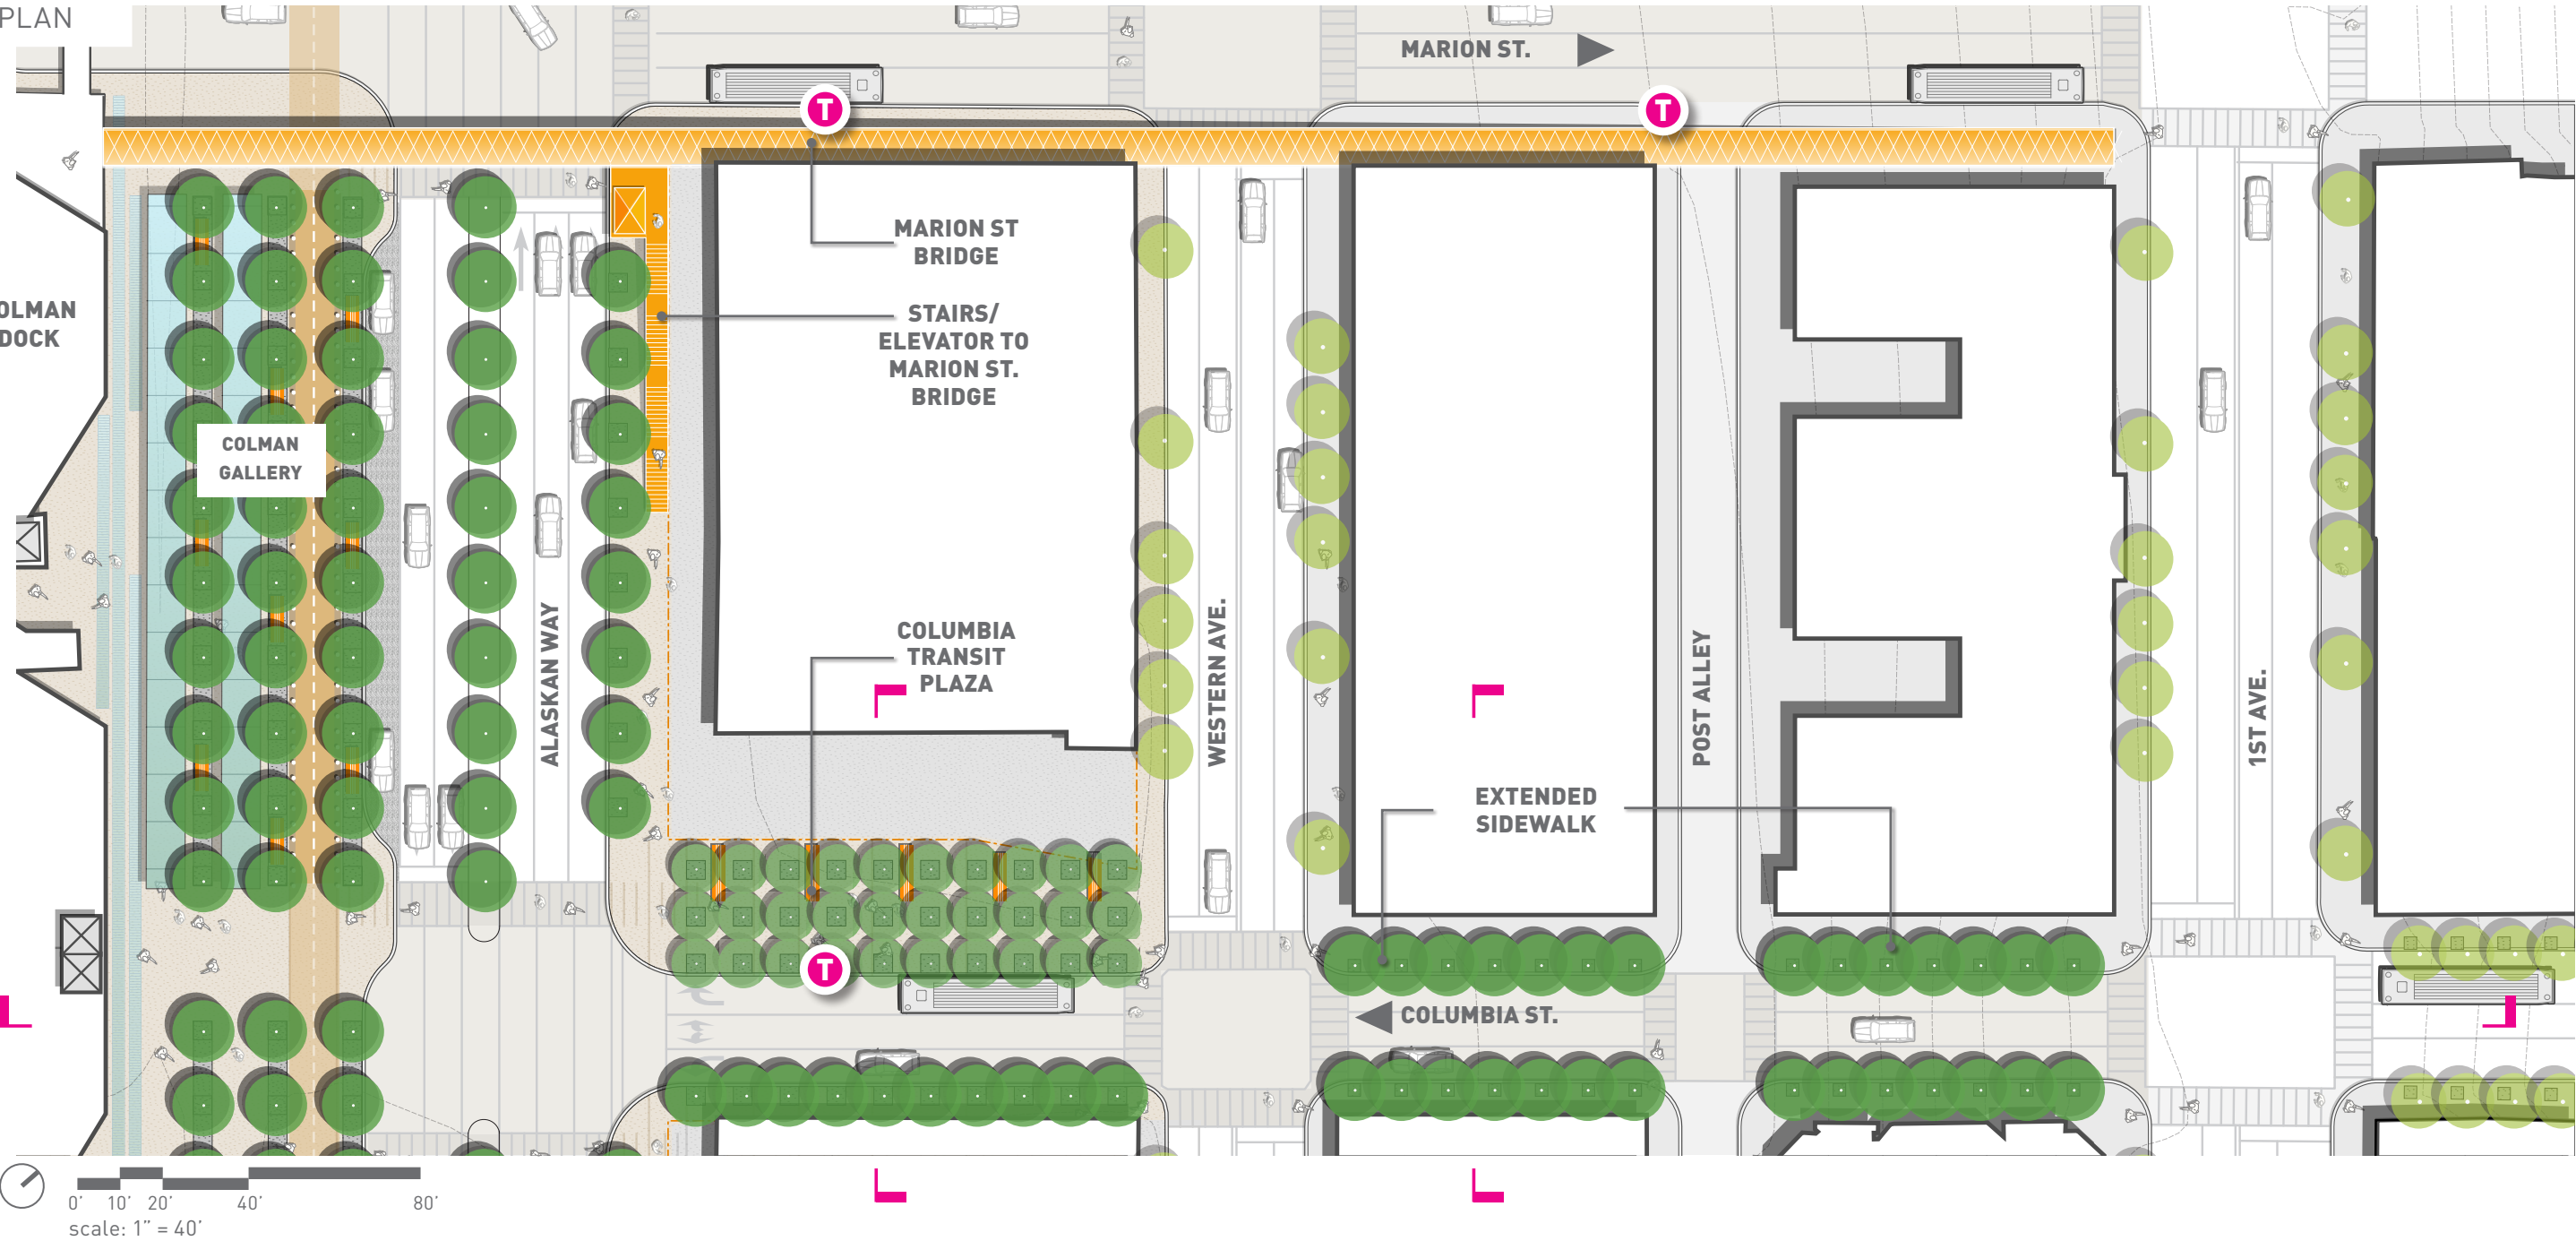 PLAN
MARION ST.
T
T
MARION ST
BRIDGE
STAIRS/
ELEVATOR TO
MARION ST.
BRIDGE
OLMAN
DOCK
COLMAN
GALLERY
ALASKAN WAY
COLUMBIA
TRANSIT
PLAZA
WESTERN AVE.
POST ALLEY
1ST AVE.
EXTENDED
SIDEWALK
T
COLUMBIA ST.
0' 10' 20' 40' 80'
scale: 1" = 40'